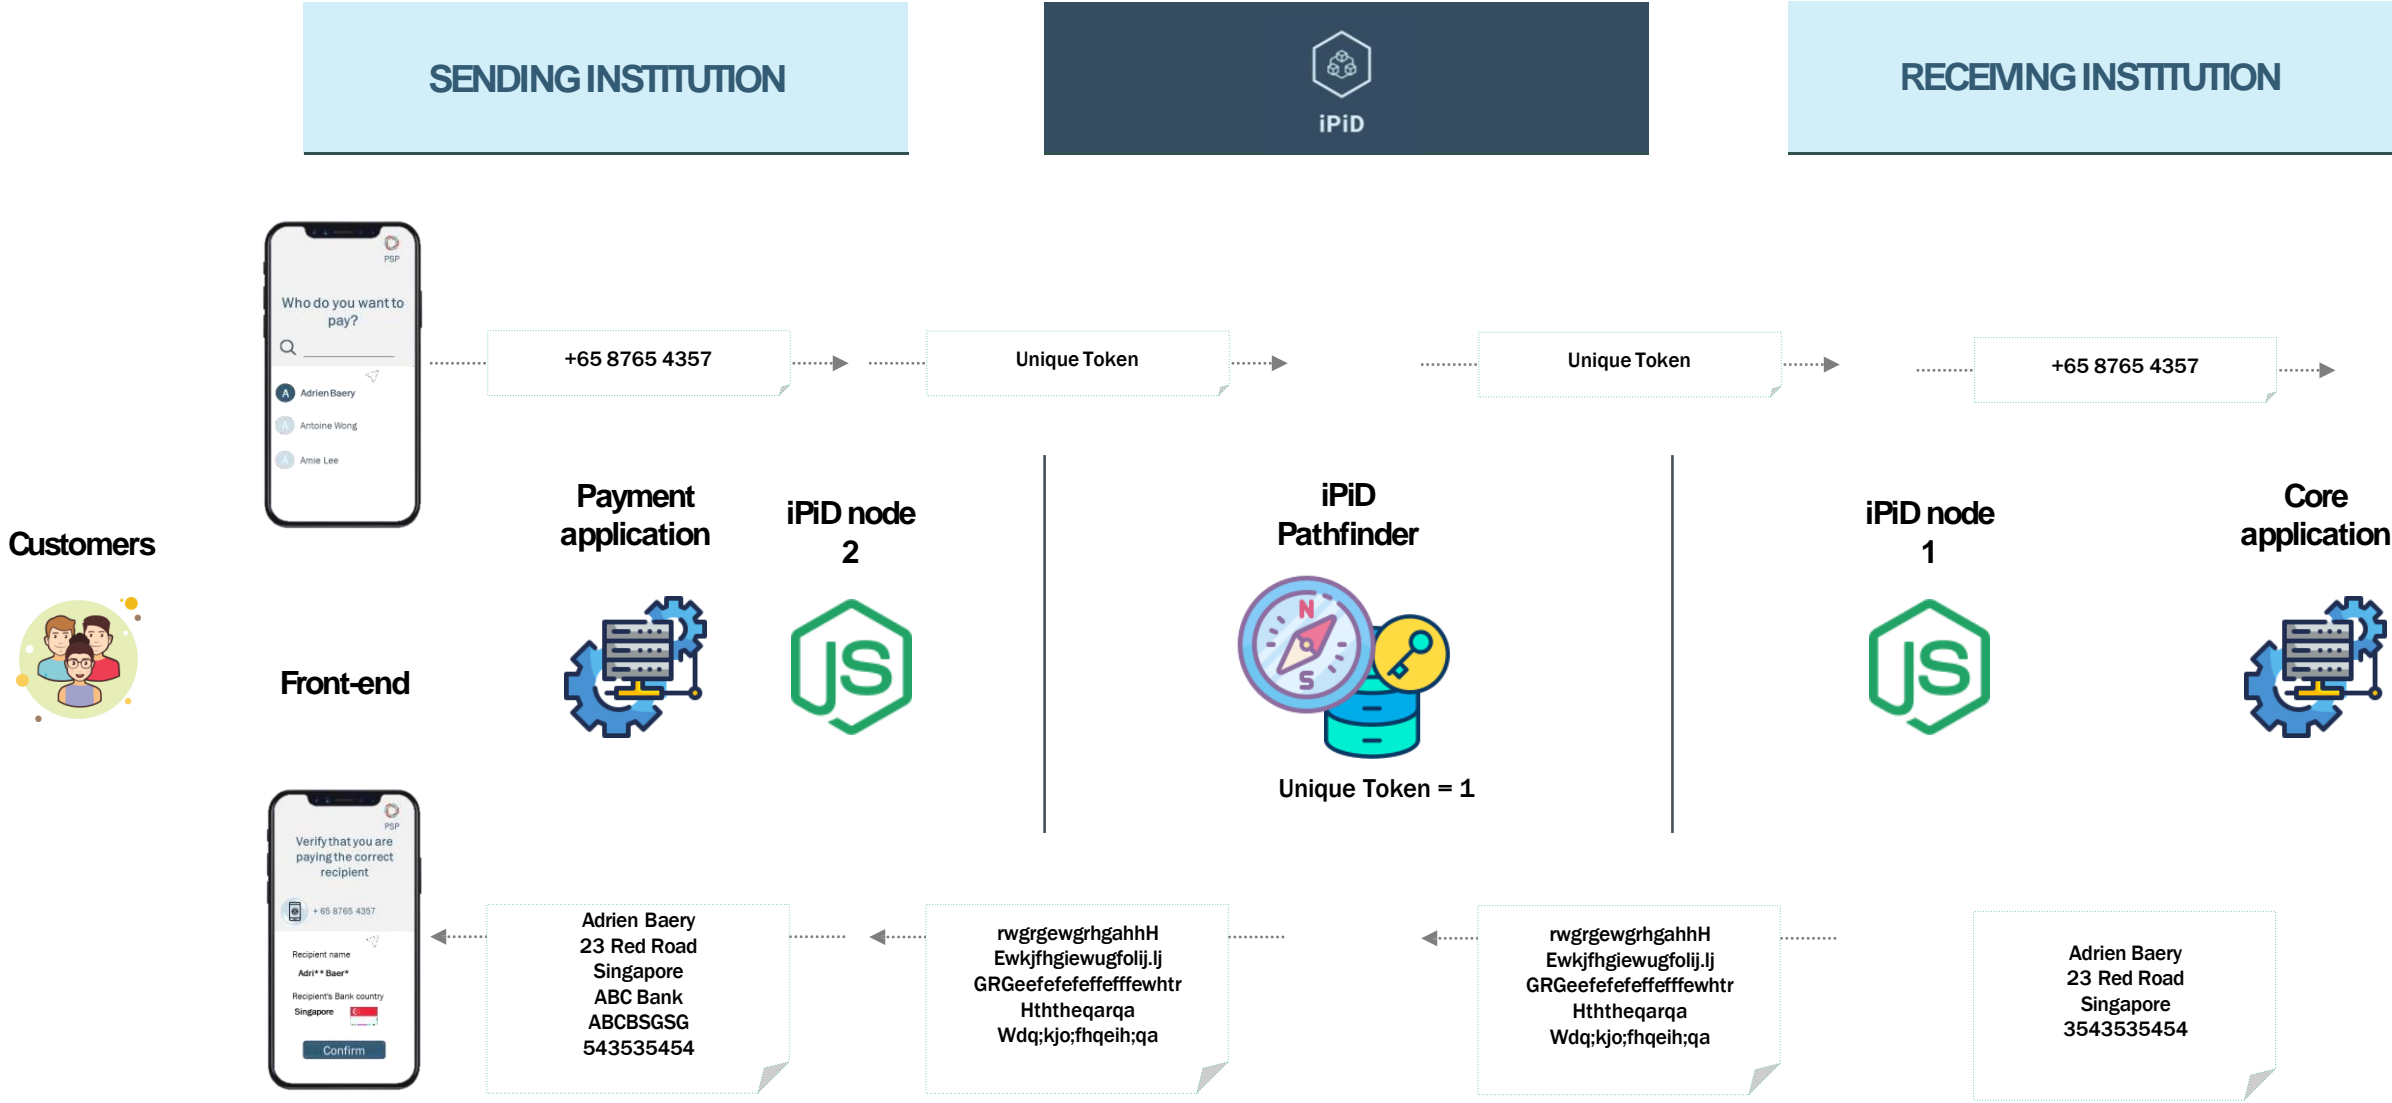 SENDING INSTITUTION
iPiD
RECEIVING INSTITUTION
PSP
Who do you want to
pay?
A Adrien Baery
A Antoine Wong
A Amie Lee
+65 8765 4357
Unique Token
Unique Token
+65 8765 4357
Customers
Front-end
Payment
application
iPiD node
2
iPiD
Pathfinder
N
S
Unique Token = 1
iPiD node
1
Core
application
JS
JS
PSP
Verify that you are
paying the correct
recipient
+ 65 8765 4357
Recipient name
Adri** Baer*
Recipient's Bank country
Singapore
Confirm
Adrien Baery
23 Red Road
Singapore
ABC Bank
ABCBSGSG
543535454
rwgrgewgrhgahhH
Ewkjfhgiewugfolij.lj
GRGeefefefeffefffewhtr
Hththeqarqa
Wdq;kjo;fhqeih;qa
rwgrgewgrhgahhH
Ewkjfhgiewugfolij.lj
GRGeefefefeffefffewhtr
Hththeqarqa
Wdq;kjo;fhqeih;qa
Adrien Baery
23 Red Road
Singapore
3543535454